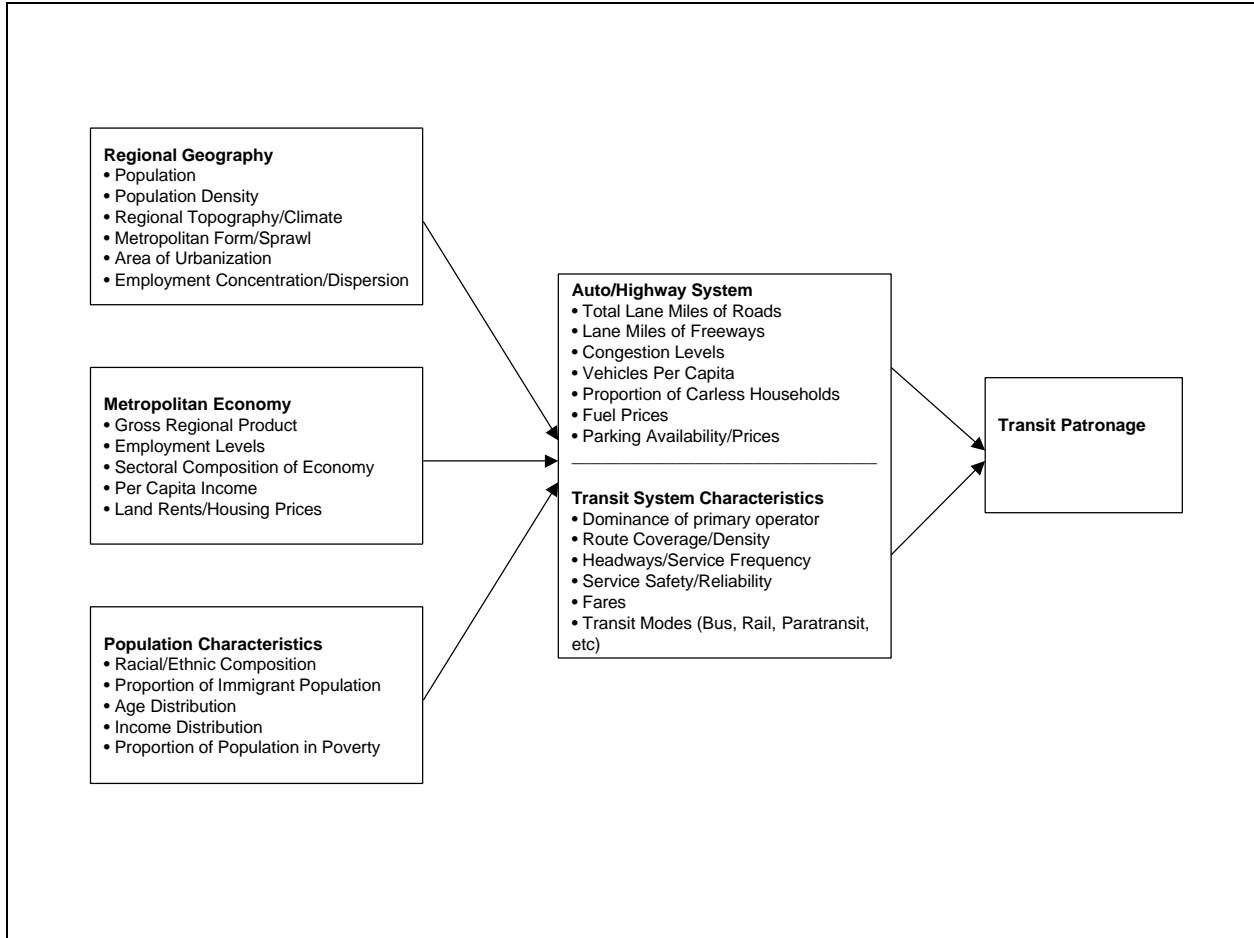 Regional Geography
• Population
• Population Density
• Regional Topography/Climate
• Metropolitan Form/Sprawl
• Area of Urbanization
• Employment Concentration/Dispersion
Metropolitan Economy
• Gross Regional Product
• Employment Levels
• Sectoral Composition of Economy
• Per Capita Income
• Land Rents/Housing Prices
Population Characteristics
• Racial/Ethnic Composition
• Proportion of Immigrant Population
• Age Distribution
• Income Distribution
• Proportion of Population in Poverty
Auto/Highway System
• Total Lane Miles of Roads
• Lane Miles of Freeways
• Congestion Levels
• Vehicles Per Capita
• Proportion of Carless Households
• Fuel Prices
• Parking Availability/Prices
Transit System Characteristics
• Dominance of primary operator
• Route Coverage/Density
• Headways/Service Frequency
• Service Safety/Reliability
• Fares
• Transit Modes (Bus, Rail, Paratransit,
etc)
Transit Patronage